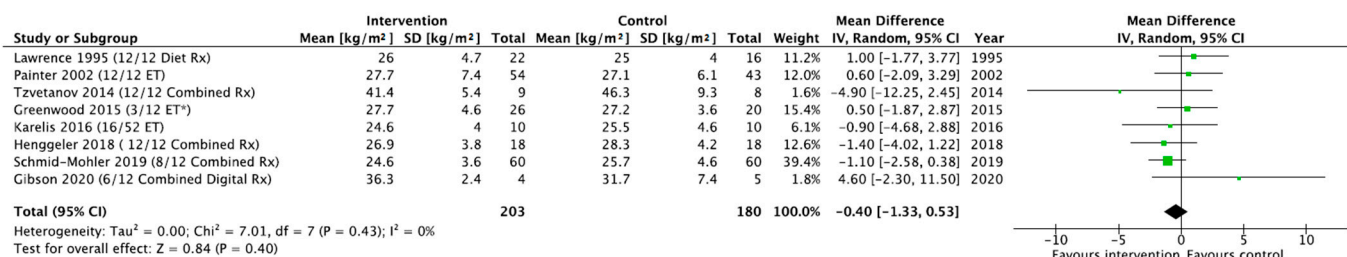 Intervention Control Mean Difference Mean Difference
Study or Subgroup Mean [kg/m²] SD [kg/m²] Total Mean [kg/m²] SD [kg/m²] Total Weight IV, Random, 95% CI Year IV, Random, 95% CI
Lawrence 1995 (12/12 Diet Rx) 26 4.7 22 25 4 16 11.2% 1.00 [-1.77, 3.77] 1995
Painter 2002 (12/12 ET) 27.7 7.4 54 27.1 6.1 43 12.0% 0.60 [-2.09, 3.29] 2002
Tzvetanov 2014 (12/12 Combined Rx) 41.4 5.4 9 46.3 9.3 8 1.6% -4.90 [-12.25, 2.45] 2014
Greenwood 2015 (3/12 ET*) 27.7 4.6 26 27.2 3.6 20 15.4% 0.50 [-1.87, 2.87] 2015
Karelis 2016 (16/52 ET) 24.6 4 10 25.5 4.6 10 6.1% -0.90 [-4.68, 2.88] 2016
Henggeler 2018 ( 12/12 Combined Rx) 26.9 3.8 18 28.3 4.2 18 12.6% -1.40 [-4.02, 1.22] 2018
Schmid-Mohler 2019 (8/12 Combined Rx) 24.6 3.6 60 25.7 4.6 60 39.4% -1.10 [-2.58, 0.38] 2019
Gibson 2020 (6/12 Combined Digital Rx) 36.3 2.4 4 31.7 7.4 5 1.8% 4.60 [-2.30, 11.50] 2020
Total (95% CI) 203 180 100.0% -0.40 [-1.33, 0.53]
Heterogeneity: Tau² = 0.00; Chi² = 7.01, df = 7 (P = 0.43); I² = 0%
Test for overall effect: Z = 0.84 (P = 0.40)
-10 -5 0 5 10
Favours intervention Favours control